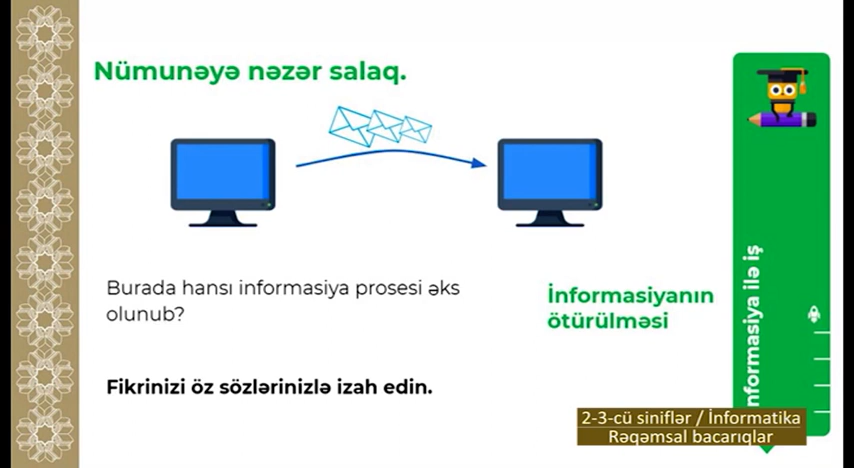 Nümunəyə nəzər salaq.
Burada hansı informasiya prosesi əks
olunub?
İnformasiyanın
ötürülməsi
Fikrinizi öz sözlərinizlə izah edin.
nformasiya ilə iş
2-3-cü siniflər / İnformatika
Rəqəmsal bacarıqlar